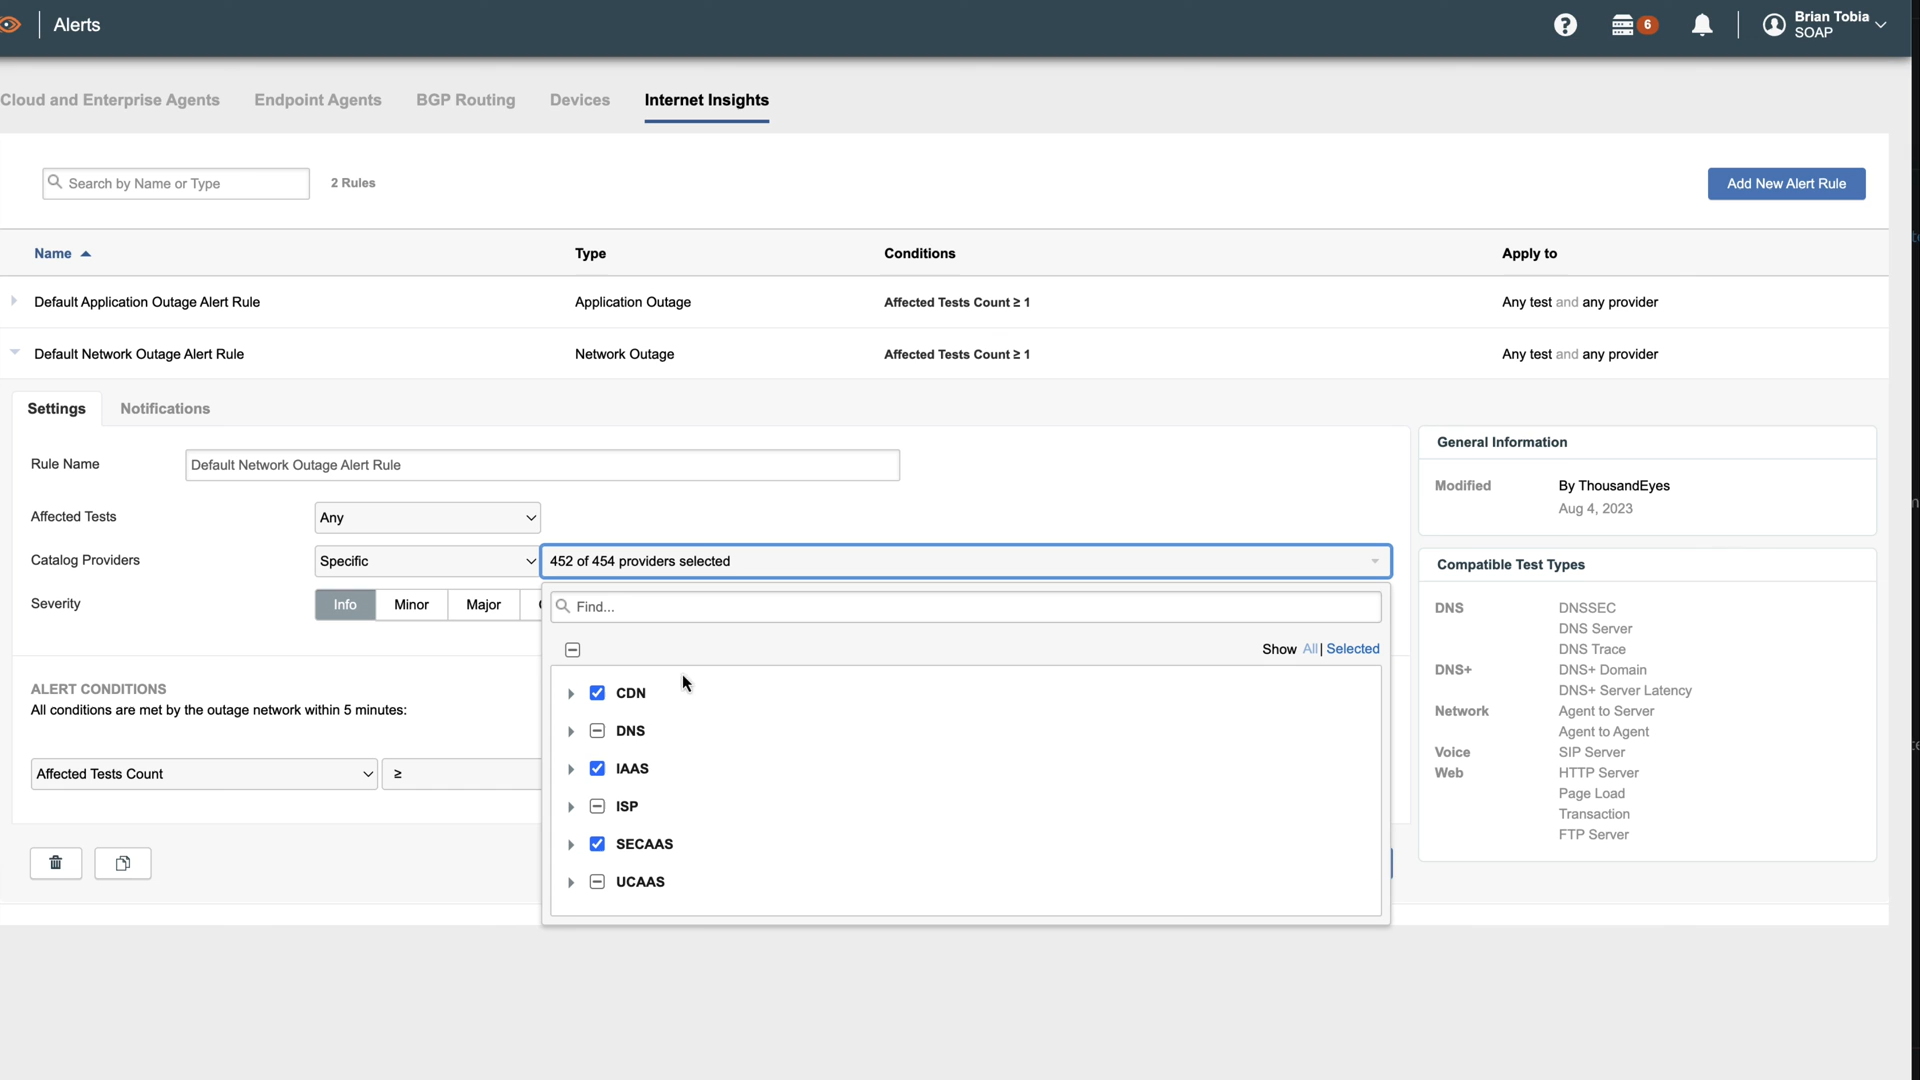 Alerts
6
Brian Tobia
SOAP
Cloud and Enterprise Agents Endpoint Agents BGP Routing Devices Internet Insights
Search by Name or Type
2 Rules
Add New Alert Rule
Name Type Conditions Apply to
Default Application Outage Alert Rule Application Outage Affected Tests Count ≥ 1 Any test and any provider
Default Network Outage Alert Rule Network Outage Affected Tests Count ≥ 1 Any test and any provider
Settings Notifications
Rule Name Default Network Outage Alert Rule
Affected Tests Any
Catalog Providers Specific 452 of 454 providers selected
Severity Info Minor Major
Find...
Show All | Selected
CDN
DNS
IAAS
ISP
SECAAS
UCAAS
ALERT CONDITIONS
All conditions are met by the outage network within 5 minutes:
Affected Tests Count ≥
General Information
Modified By ThousandEyes
Aug 4, 2023
Compatible Test Types
DNS DNSSEC
DNS Server
DNS Trace
DNS+ DNS+ Domain
DNS+ Server Latency
Network Agent to Server
Agent to Agent
Voice SIP Server
Web HTTP Server
Page Load
Transaction
FTP Server